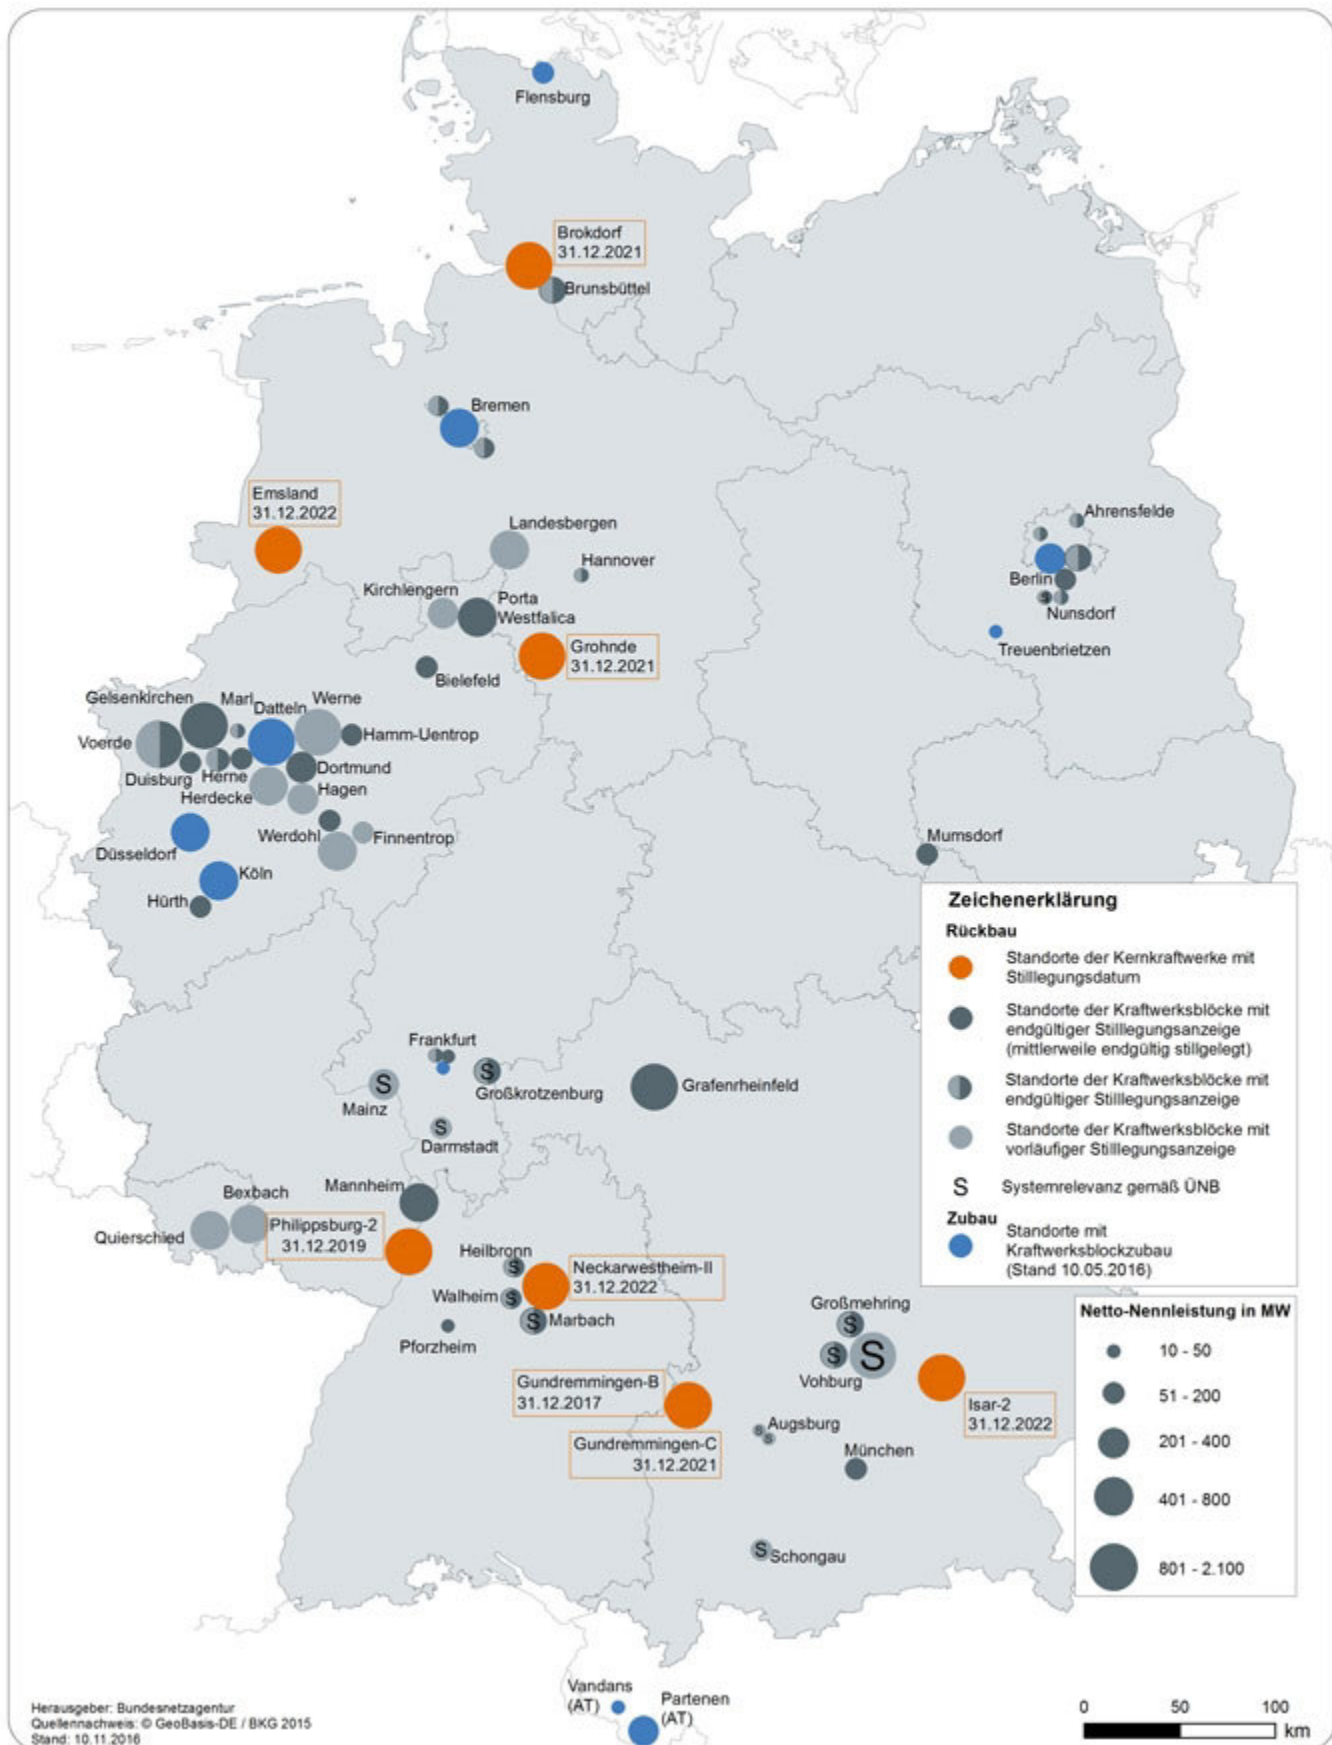 Flensburg
Brokdorf
31.12.2021
Brunsbüttel
Bremen
Emsland
31.12.2022
Landesbergen
Hannover
Ahrensfelde
Berlin
S
Nunsdorf
Treuenbrietzen
Kirchlengern
Porta
Westfalica
Grohnde
31.12.2021
Bielefeld
Gelsenkirchen
Marl
Datteln
Werne
Voerde
Hamm-Uentrop
Duisburg
Herne
Dortmund
Herdecke
Hagen
Werdohl
Finnentrop
Düsseldorf
Köln
Hürth
Mumsdorf
Frankfurt
S
Großkrotzenburg
S
Mainz
S
Darmstadt
Grafenrheinfeld
Mannheim
Bexbach
Quierschied
Philippsburg-2
31.12.2019
Heilbronn
S
Neckarwestheim-II
31.12.2022
Walheim
S
S
Marbach
Pforzheim
Großmehring
S
S
S
Vohburg
Gundremmingen-B
31.12.2017
Gundremmingen-C
31.12.2021
Isar-2
31.12.2022
S
S
Augsburg
München
S
Schongau
Vandans
(AT)
Partenen
(AT)
Zeichenerklärung
Rückbau
Standorte der Kernkraftwerke mit
Stilllegungsdatum
Standorte der Kraftwerksblöcke mit
endgültiger Stilllegungsanzeige
(mittlerweile endgültig stillgelegt)
Standorte der Kraftwerksblöcke mit
endgültiger Stilllegungsanzeige
Standorte der Kraftwerksblöcke mit
vorläufiger Stilllegungsanzeige
S Systemrelevanz gemäß ÜNB
Zubau
Standorte mit
Kraftwerksblockzubau
(Stand 10.05.2016)
Netto-Nennleistung in MW
10 - 50
51 - 200
201 - 400
401 - 800
801 - 2.100
Herausgeber: Bundesnetzagentur
Quellennachweis: © GeoBasis-DE / BKG 2015
Stand: 10.11.2016
0 50 100
km